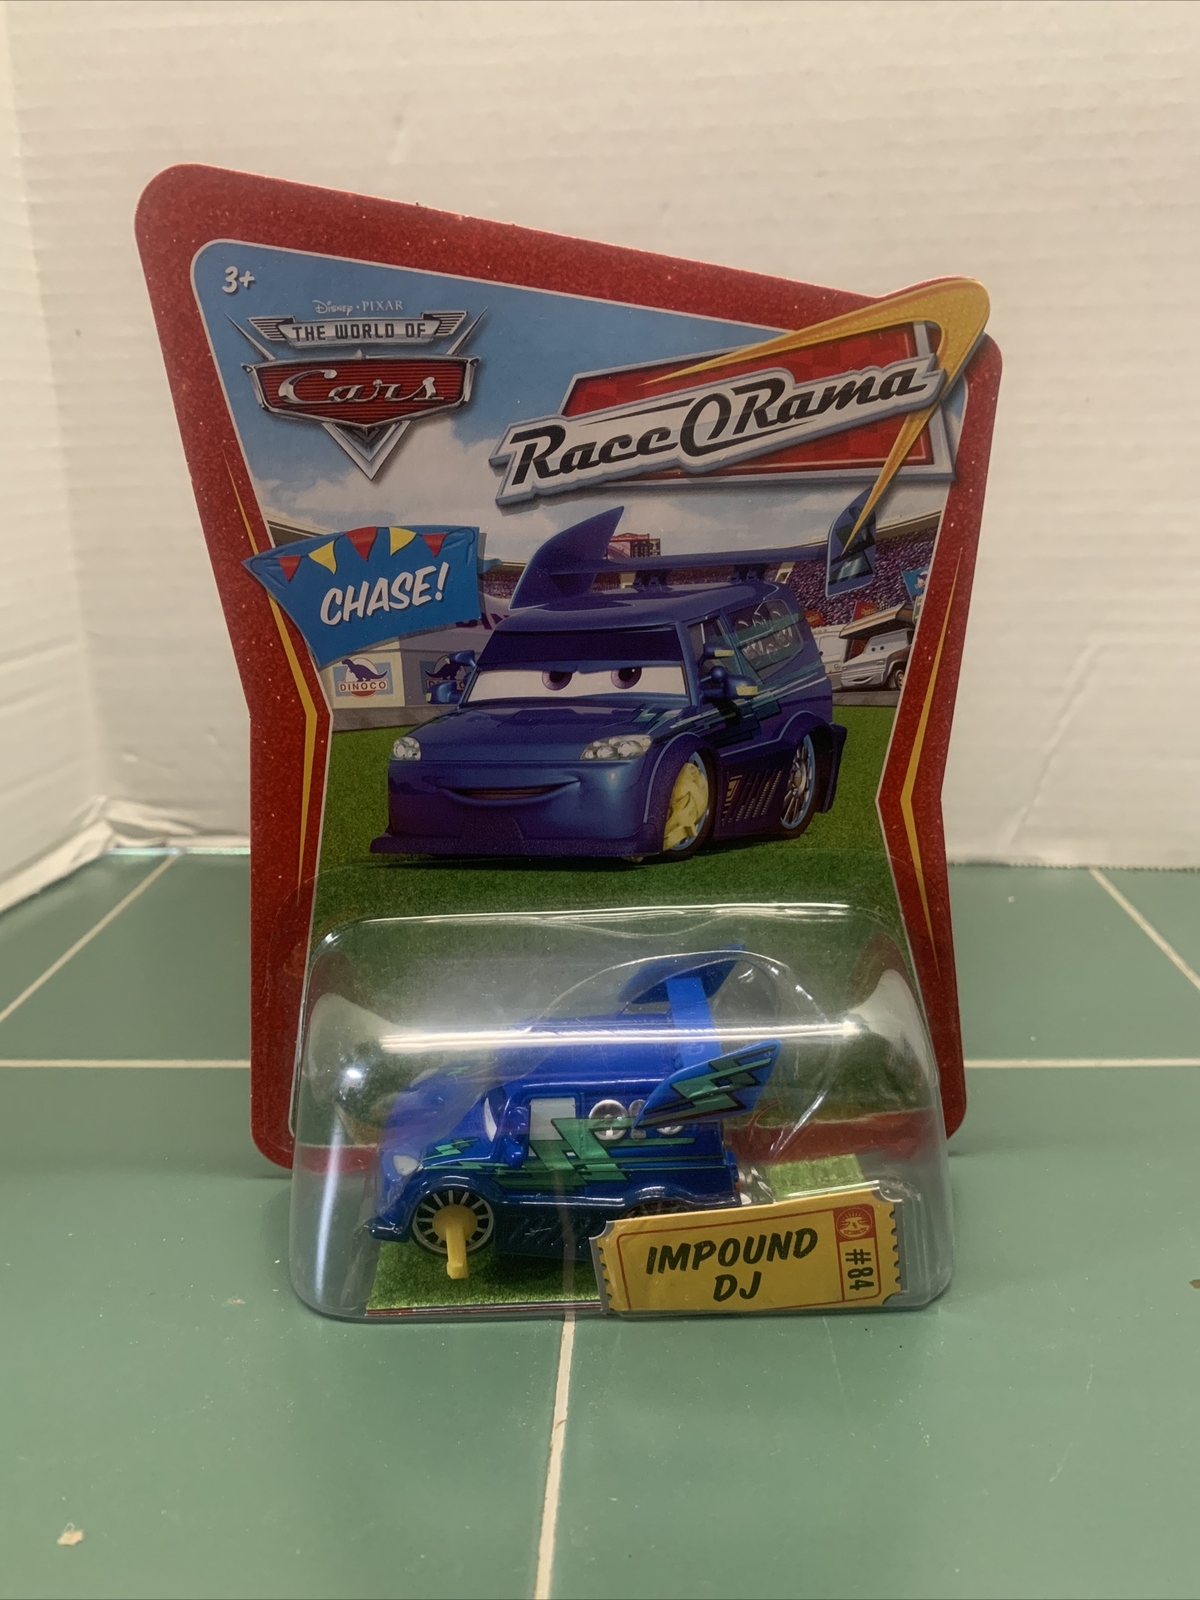 3+
Disney · PIXAR
THE WORLD OF
Cars
Race O Rama
CHASE!
DINOCO
IMPOUND
DJ
#84